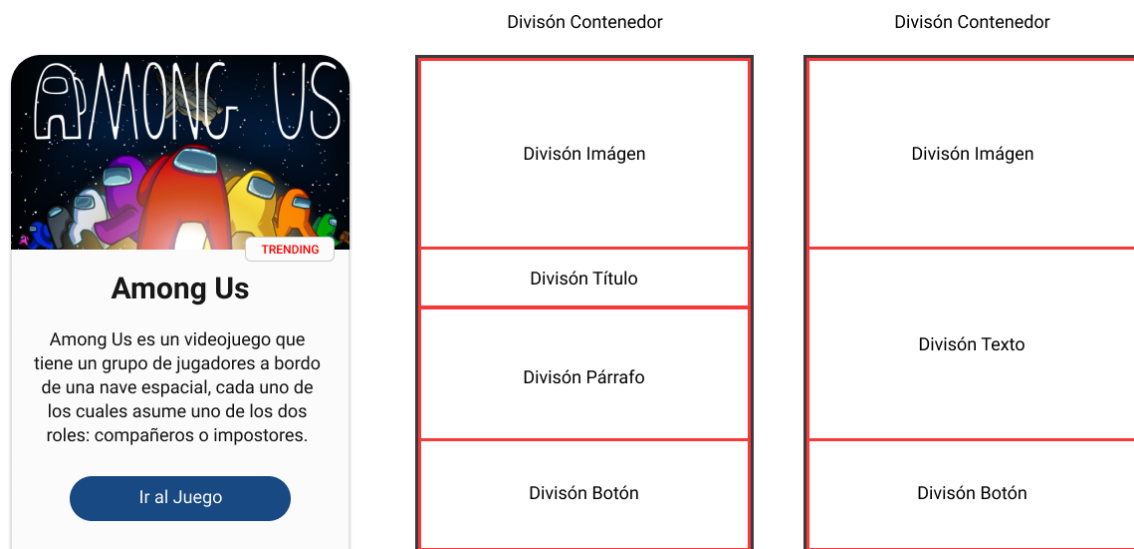 AMONG US
TRENDING
Among Us
Among Us es un videojuego que
tiene un grupo de jugadores a bordo
de una nave espacial, cada uno de
los cuales asume uno de los dos
roles: compañeros o impostores.
Ir al Juego
Divisón Contenedor
Divisón Imágen
Divisón Título
Divisón Párrafo
Divisón Botón
Divisón Contenedor
Divisón Imágen
Divisón Texto
Divisón Botón